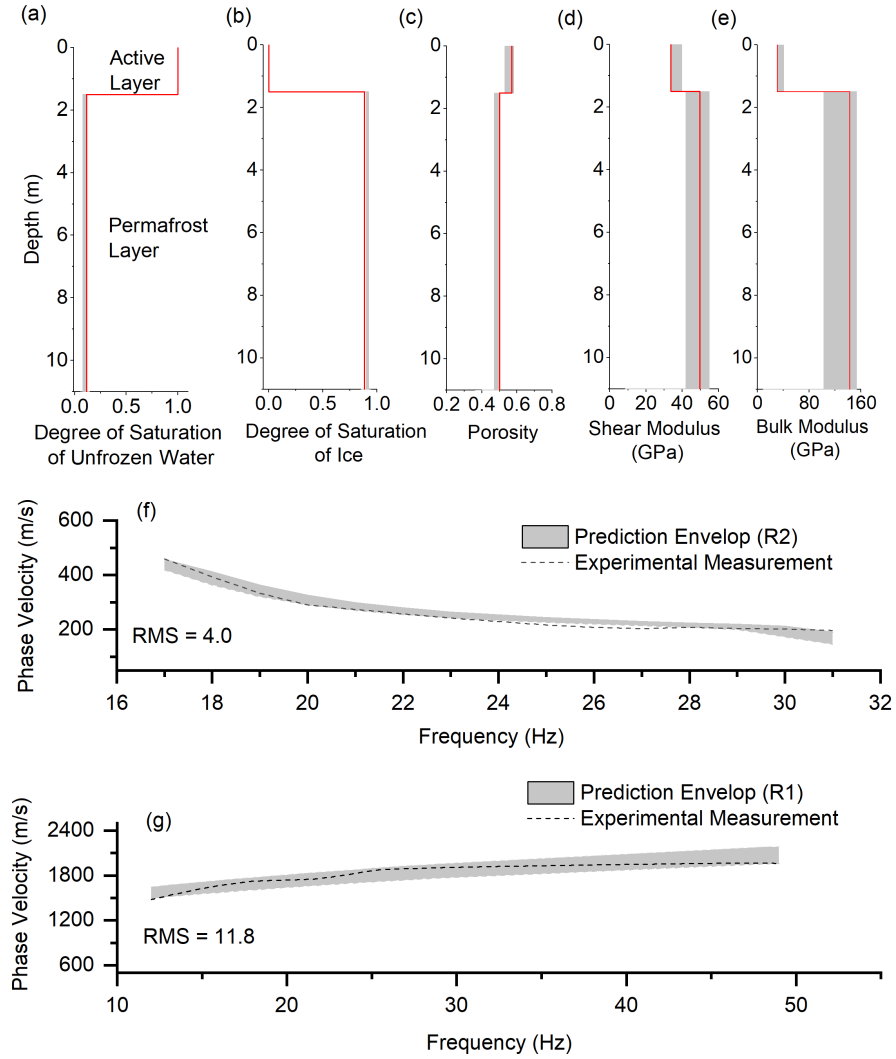 (a)
(b)
(c)
(d)
(e)
0
2
4
6
8
10
Depth (m)
Active
Layer
Permafrost
Layer
0.0 0.5 1.0
Degree of Saturation
of Unfrozen Water
0
2
4
6
8
10
0.0 0.5 1.0
Degree of Saturation
of Ice
0
2
4
6
8
10
0.2 0.4 0.6 0.8
Porosity
0
2
4
6
8
10
0 20 40 60
Shear Modulus
(GPa)
0
2
4
6
8
10
0 80 160
Bulk Modulus
(GPa)
(f)
Phase Velocity (m/s)
600
400
200
Prediction Envelop (R2)
Experimental Measurement
RMS = 4.0
16 18 20 22 24 26 28 30 32
Frequency (Hz)
(g)
Phase Velocity (m/s)
2400
1800
1200
600
Prediction Envelop (R1)
Experimental Measurement
RMS = 11.8
10 20 30 40 50
Frequency (Hz)